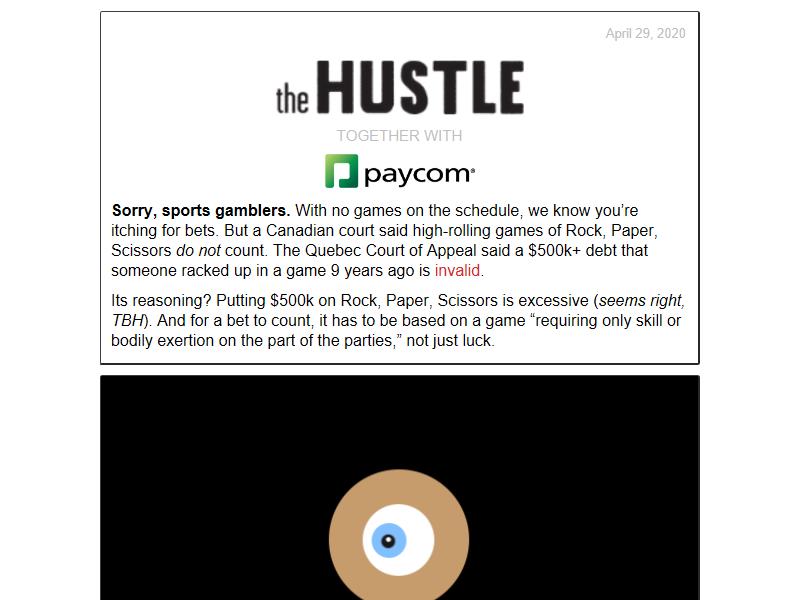 April 29, 2020
the HUSTLE
TOGETHER WITH
paycom®
Sorry, sports gamblers. With no games on the schedule, we know you’re
itching for bets. But a Canadian court said high-rolling games of Rock, Paper,
Scissors do not count. The Quebec Court of Appeal said a $500k+ debt that
someone racked up in a game 9 years ago is invalid.
Its reasoning? Putting $500k on Rock, Paper, Scissors is excessive (seems right,
TBH). And for a bet to count, it has to be based on a game “requiring only skill or
bodily exertion on the part of the parties,” not just luck.